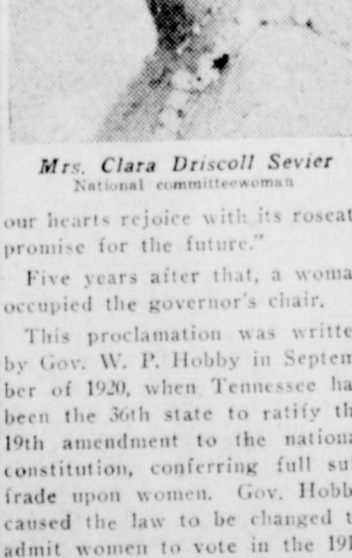 Mrs. Clara Driscoll Sevier
National committeewoman
our hearts rejoice with its roseat
promise for the future."
Five years after that, a woma
occupied the governor's chair.
This proclamation was writte
by Gov. W. P. Hobby in Septem
ber of 1920, when Tennessee ha
been the 36th state to ratify th
19th amendment to the nationa
constitution, conferring full suf
frade upon women. Gov. Hobb
caused the law to be changed t
admit women to vote in the 191